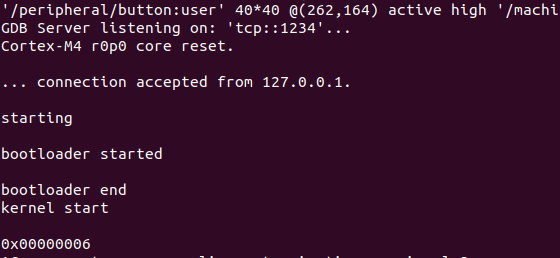 '/peripheral/button:user' 40*40 @(262,164) active high '/machi
GDB Server listening on: 'tcp::1234'...
Cortex-M4 r0p0 core reset.
... connection accepted from 127.0.0.1.
starting
bootloader started
bootloader end
kernel start
0x00000006